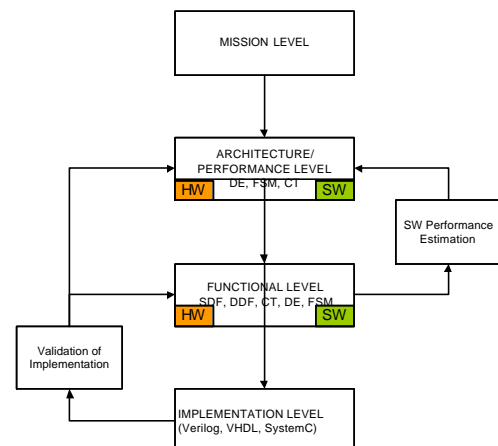 MISSION LEVEL
ARCHITECTURE/
PERFORMANCE LEVEL
DE, FSM, CT
HW
SW
SW Performance
Estimation
FUNCTIONAL LEVEL
SDF, DDF, CT, DE, FSM
HW
SW
Validation of
Implementation
IMPLEMENTATION LEVEL
(Verilog, VHDL, SystemC)